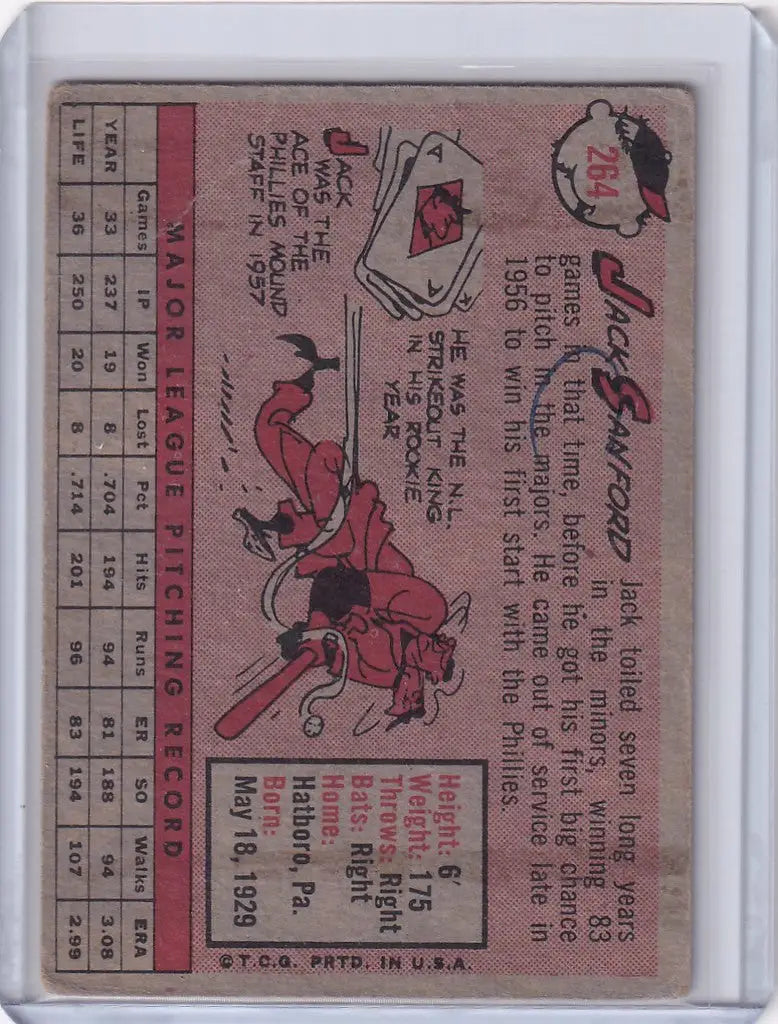 264
JACK SANFORD
Jack toiled seven long years
in the minors, winning 83
games in that time, before he got his first big chance
to pitch in the majors. He came out of service late in
1956 to win his first start with the Phillies.
JACK
WAS THE
ACE OF THE
PHILLIES MOUND
STAFF IN 1957
A
A
HE WAS THE N.L.
STRIKEOUT KING
IN HIS ROOKIE
YEAR
Height: 6'
Weight: 175
Throws: Right
Bats: Right
Home:
Hatboro, Pa.
Born:
May 18, 1929
©T.C.G. PRTD. IN U.S.A.
MAJOR LEAGUE PITCHING RECORD
Games IP Won Lost Pct Hits Runs ER SO Walks ERA
YEAR 33 237 19 8 .704 194 94 81 188 94 3.08
LIFE 36 250 20 8 .714 201 96 83 194 107 2.99